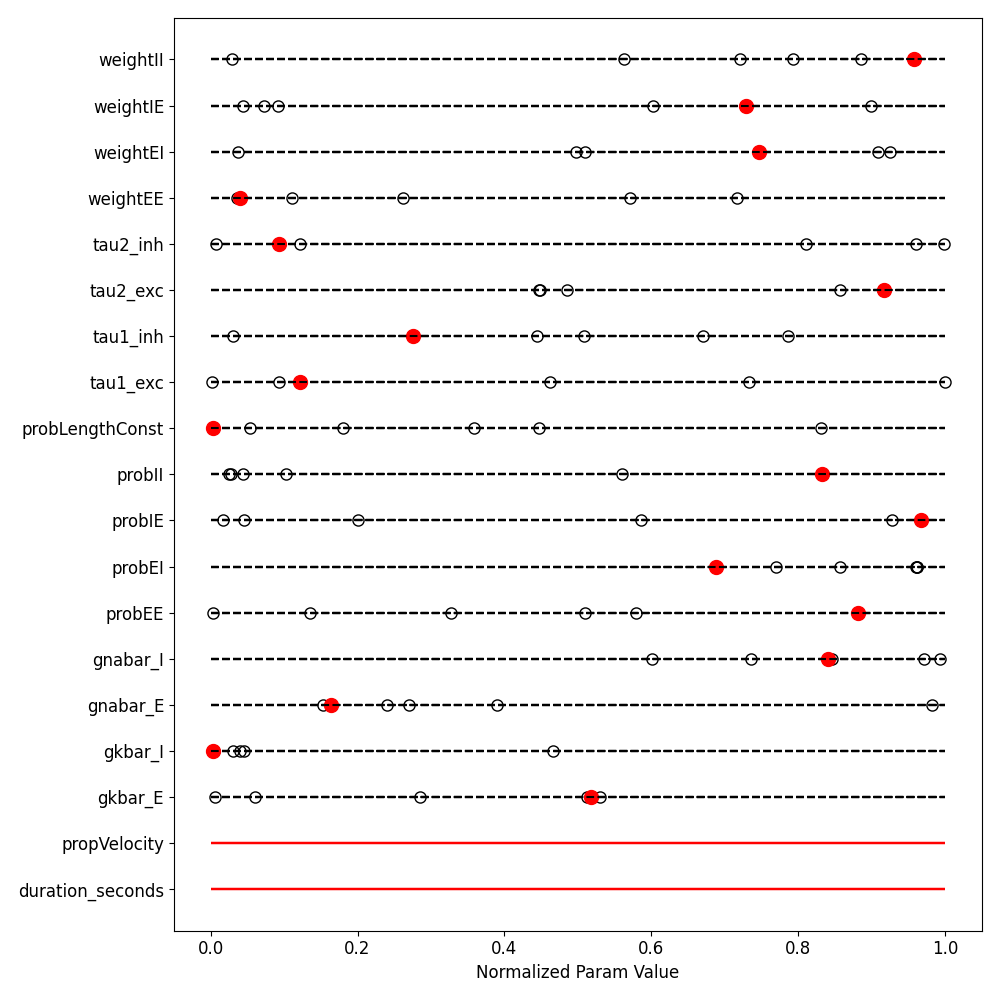 weightII
weightIE
weightEI
weightEE
tau2_inh
tau2_exc
tau1_inh
tau1_exc
probLengthConst
probII
probIE
probEI
probEE
gnabar_I
gnabar_E
gkbar_I
gkbar_E
propVelocity
duration_seconds
0.0 0.2 0.4 0.6 0.8 1.0
Normalized Param Value